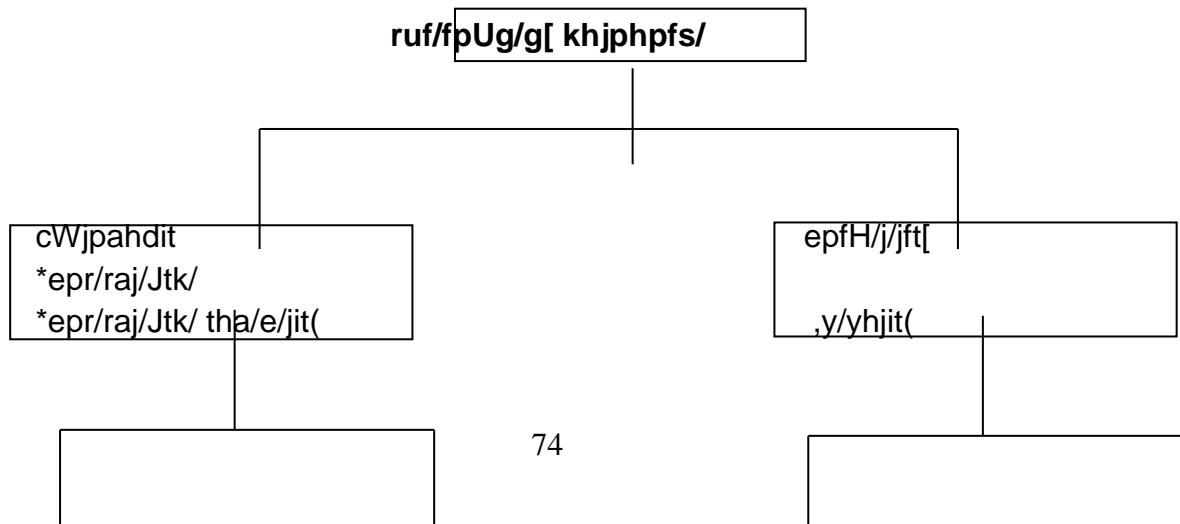 ruf/fpUg/g[ khjphpfs/
cWjpahdit
*epr/raj/Jtk/
*epr/raj/Jtk/ tha/e/jit(
epfH/j/jft[
,y/yhjit(
74